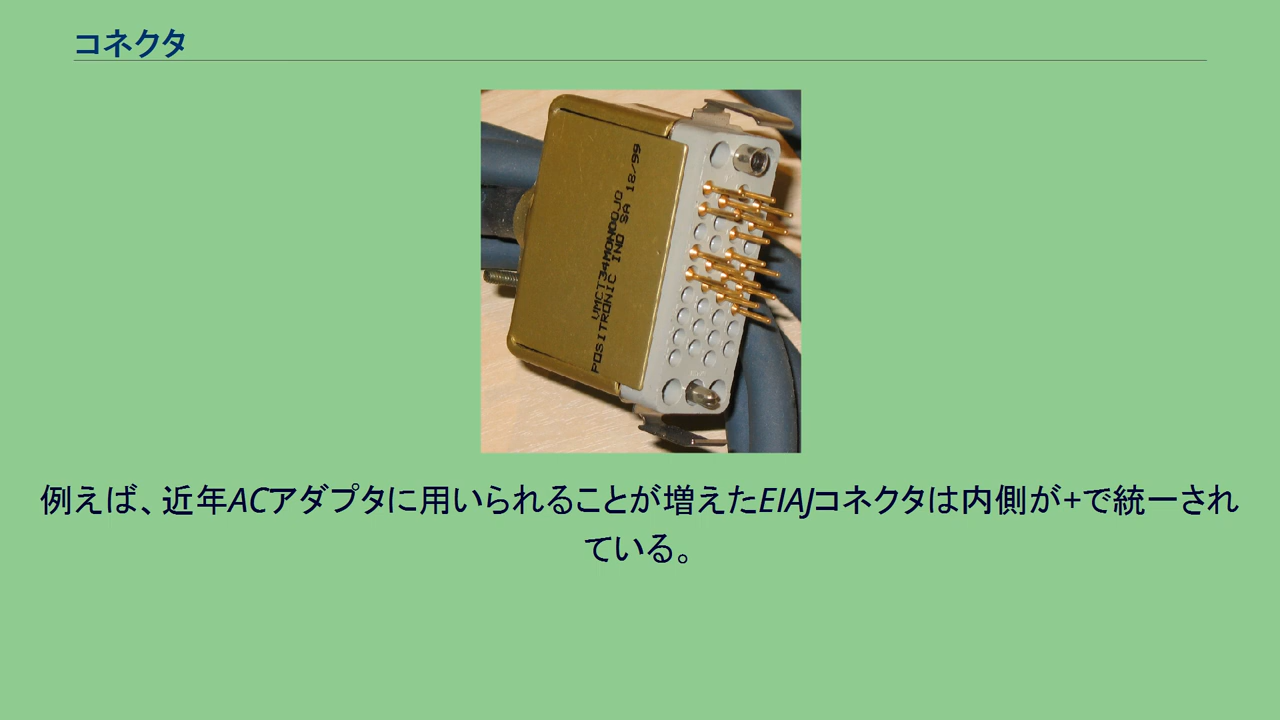 コネクタ
VMCT34M0N00JC
POSITRONIC IND SA 18/99
例えば、近年ACアダプタに用いられることが増えたEIAJコネクタは内側が+で統一され
ている。